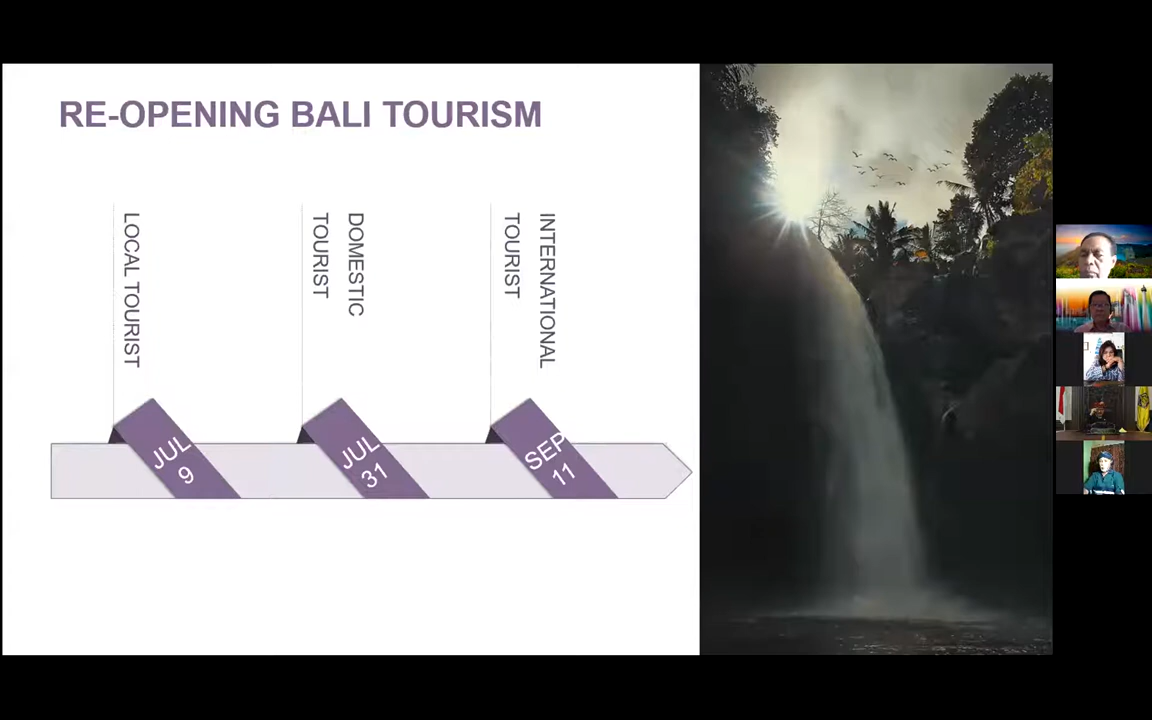 RE-OPENING BALI TOURISM
LOCAL TOURIST
DOMESTIC
TOURIST
INTERNATIONAL
TOURIST
JUL
9
JUL
31
SEP
11